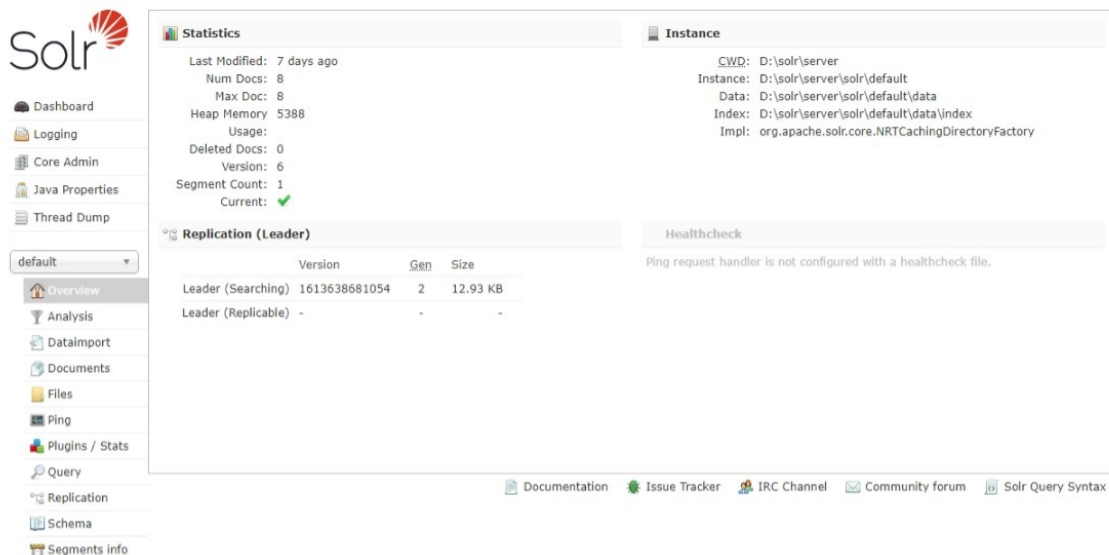 Solr
Dashboard
Logging
Core Admin
Java Properties
Thread Dump
default
Overview
Analysis
Dataimport
Documents
Files
Ping
Plugins / Stats
Query
Replication
Schema
Segments info
Statistics
Last Modified: 7 days ago
Num Docs: 8
Max Doc: 8
Heap Memory 5388
Usage:
Deleted Docs: 0
Version: 6
Segment Count: 1
Current:
Instance
CWD: D:\solr\server
Instance: D:\solr\server\solr\default
Data: D:\solr\server\solr\default\data
Index: D:\solr\server\solr\default\data\index
Impl: org.apache.solr.core.NRTCachingDirectoryFactory
Replication (Leader)
Version Gen Size
Leader (Searching) 1613638681054 2 12.93 KB
Leader (Replicable) - - -
Healthcheck
Ping request handler is not configured with a healthcheck file.
Documentation Issue Tracker IRC Channel Community forum Solr Query Syntax